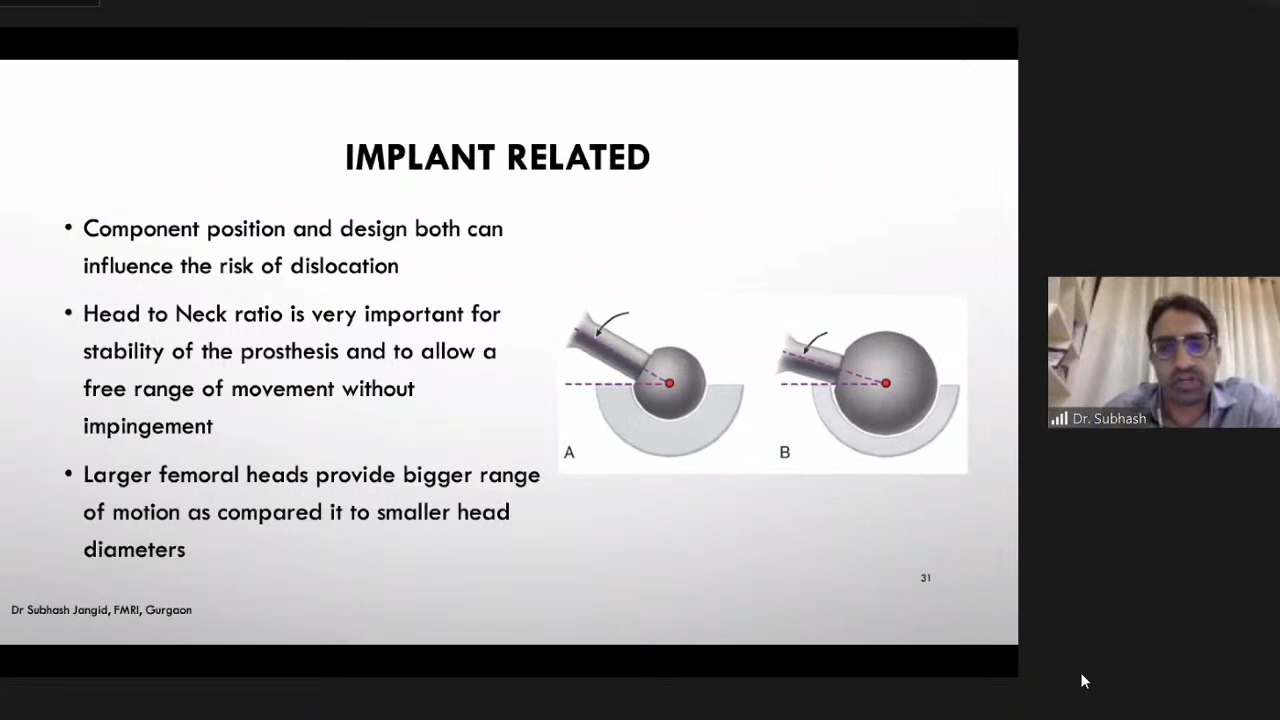 IMPLANT RELATED
• Component position and design both can
influence the risk of dislocation
• Head to Neck ratio is very important for
stability of the prosthesis and to allow a
free range of movement without
impingement
• Larger femoral heads provide bigger range
of motion as compared it to smaller head
diameters
A
B
31
Dr Subhash Jangid, FMRI, Gurgaon
Dr. Subhash